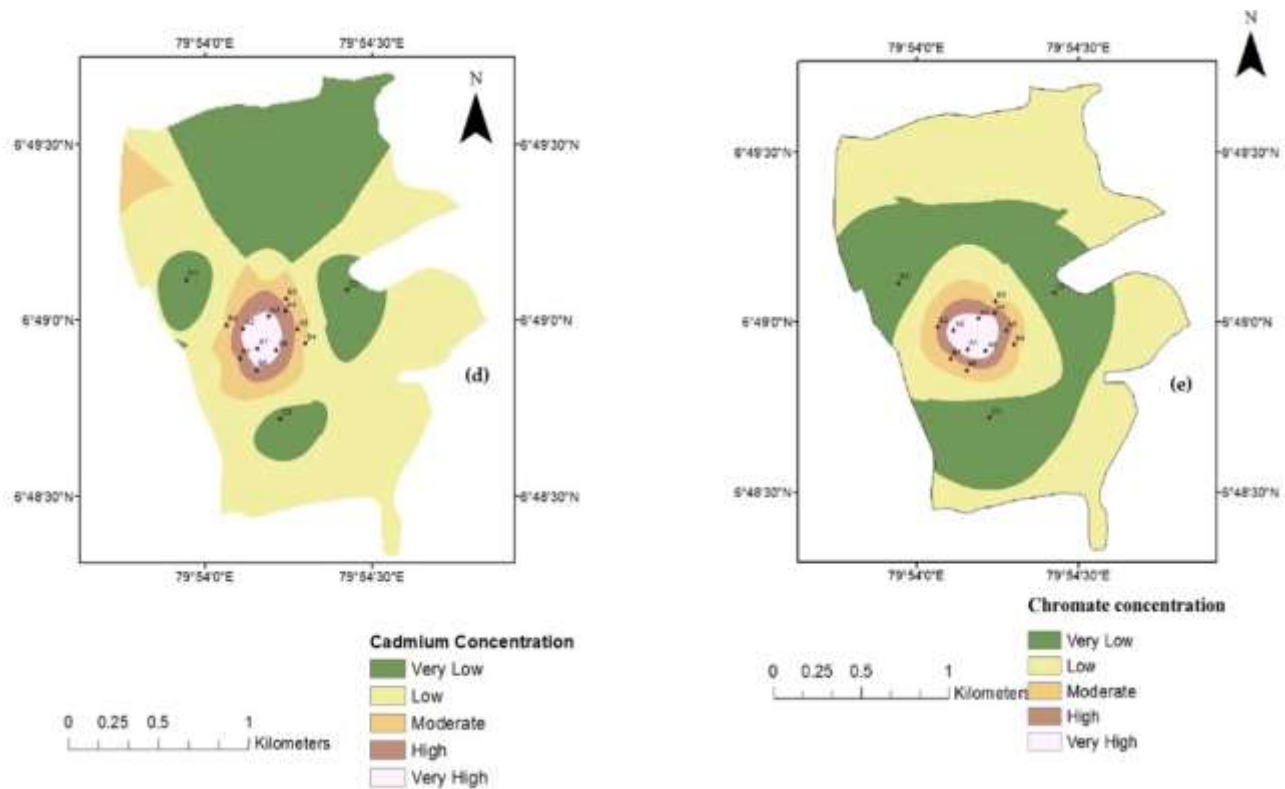 79°54'0"E 79°54'30"E
N
6°49'30"N 6°49'30"N
6°49'0"N 6°49'0"N
(d)
6°48'30"N 6°48'30"N
79°54'0"E 79°54'30"E
Cadmium Concentration
Very Low
Low
Moderate
High
Very High
0 0.25 0.5 1
Kilometers
N
79°54'0"E 79°54'30"E
6°49'30"N 6°49'30"N
6°49'0"N 6°49'0"N
(e)
6°48'30"N 6°48'30"N
79°54'0"E 79°54'30"E
Chromate concentration
Very Low
Low
Moderate
High
Very High
0 0.25 0.5 1
Kilometers